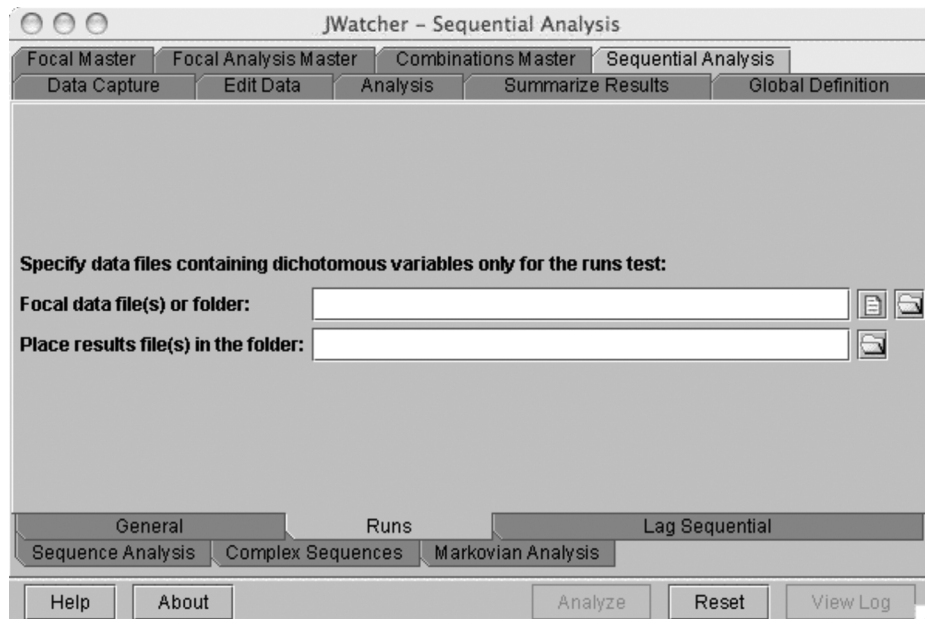 JWatcher – Sequential Analysis
Focal Master Focal Analysis Master Combinations Master Sequential Analysis
Data Capture Edit Data Analysis Summarize Results Global Definition
Specify data files containing dichotomous variables only for the runs test:
Focal data file(s) or folder:
Place results file(s) in the folder:
General Runs Lag Sequential
Sequence Analysis Complex Sequences Markovian Analysis
Help About Analyze Reset View Log